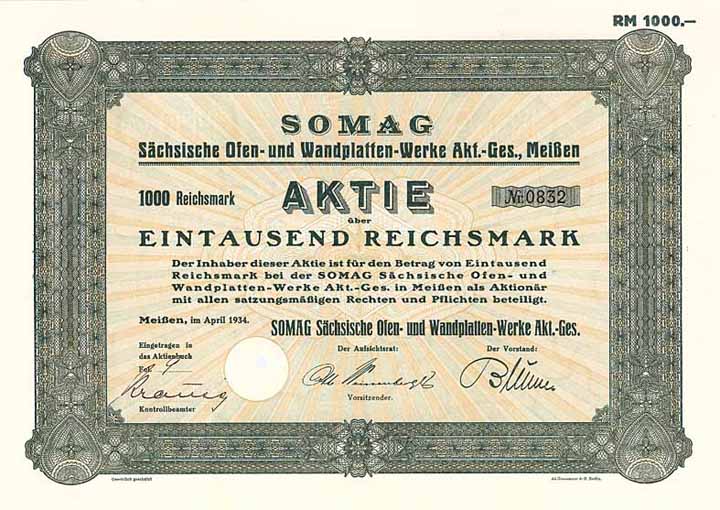 RM 1000.—
SOMAG
Sächsische Ofen- und Wandplatten-Werke Akt.-Ges., Meißen
1000 Reichsmark AKTIE № 0832
über
EINTAUSEND REICHSMARK
Der Inhaber dieser Aktie ist für den Betrag von Eintausend
Reichsmark bei der SOMAG Sächsische Ofen- und
Wandplatten-Werke Akt.-Ges. in Meißen als Aktionär
mit allen satzungsmäßigen Rechten und Pflichten beteiligt.
Meißen, im April 1934.
SOMAG Sächsische Ofen- und Wandplatten-Werke Akt.-Ges.
Eingetragen in
das Aktienbuch
Fol.
Kontrollbeamter
Der Aufsichtsrat:
Vorsitzender.
Der Vorstand:
Gesetzlich geschützt